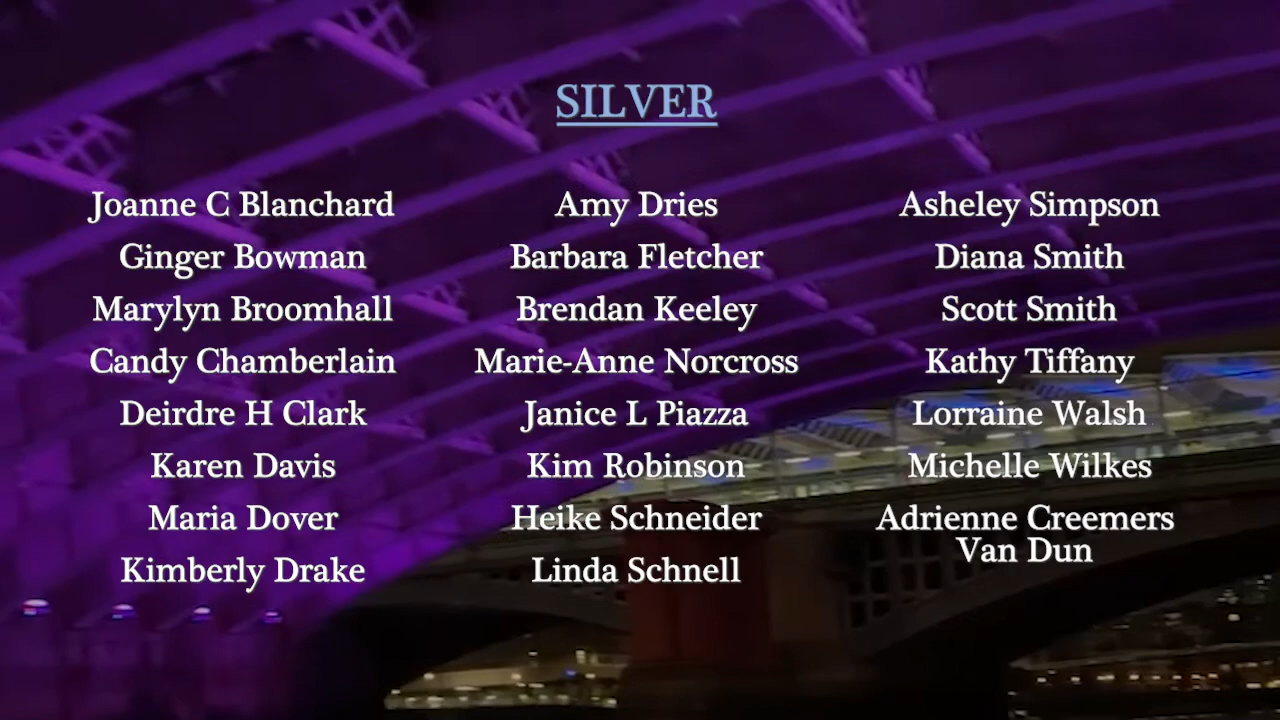 SILVER
Joanne C Blanchard
Ginger Bowman
Marylyn Broomhall
Candy Chamberlain
Deirdre H Clark
Karen Davis
Maria Dover
Kimberly Drake
Amy Dries
Barbara Fletcher
Brendan Keeley
Marie-Anne Norcross
Janice L Piazza
Kim Robinson
Heike Schneider
Linda Schnell
Asheley Simpson
Diana Smith
Scott Smith
Kathy Tiffany
Lorraine Walsh
Michelle Wilkes
Adrienne Creemers
Van Dun